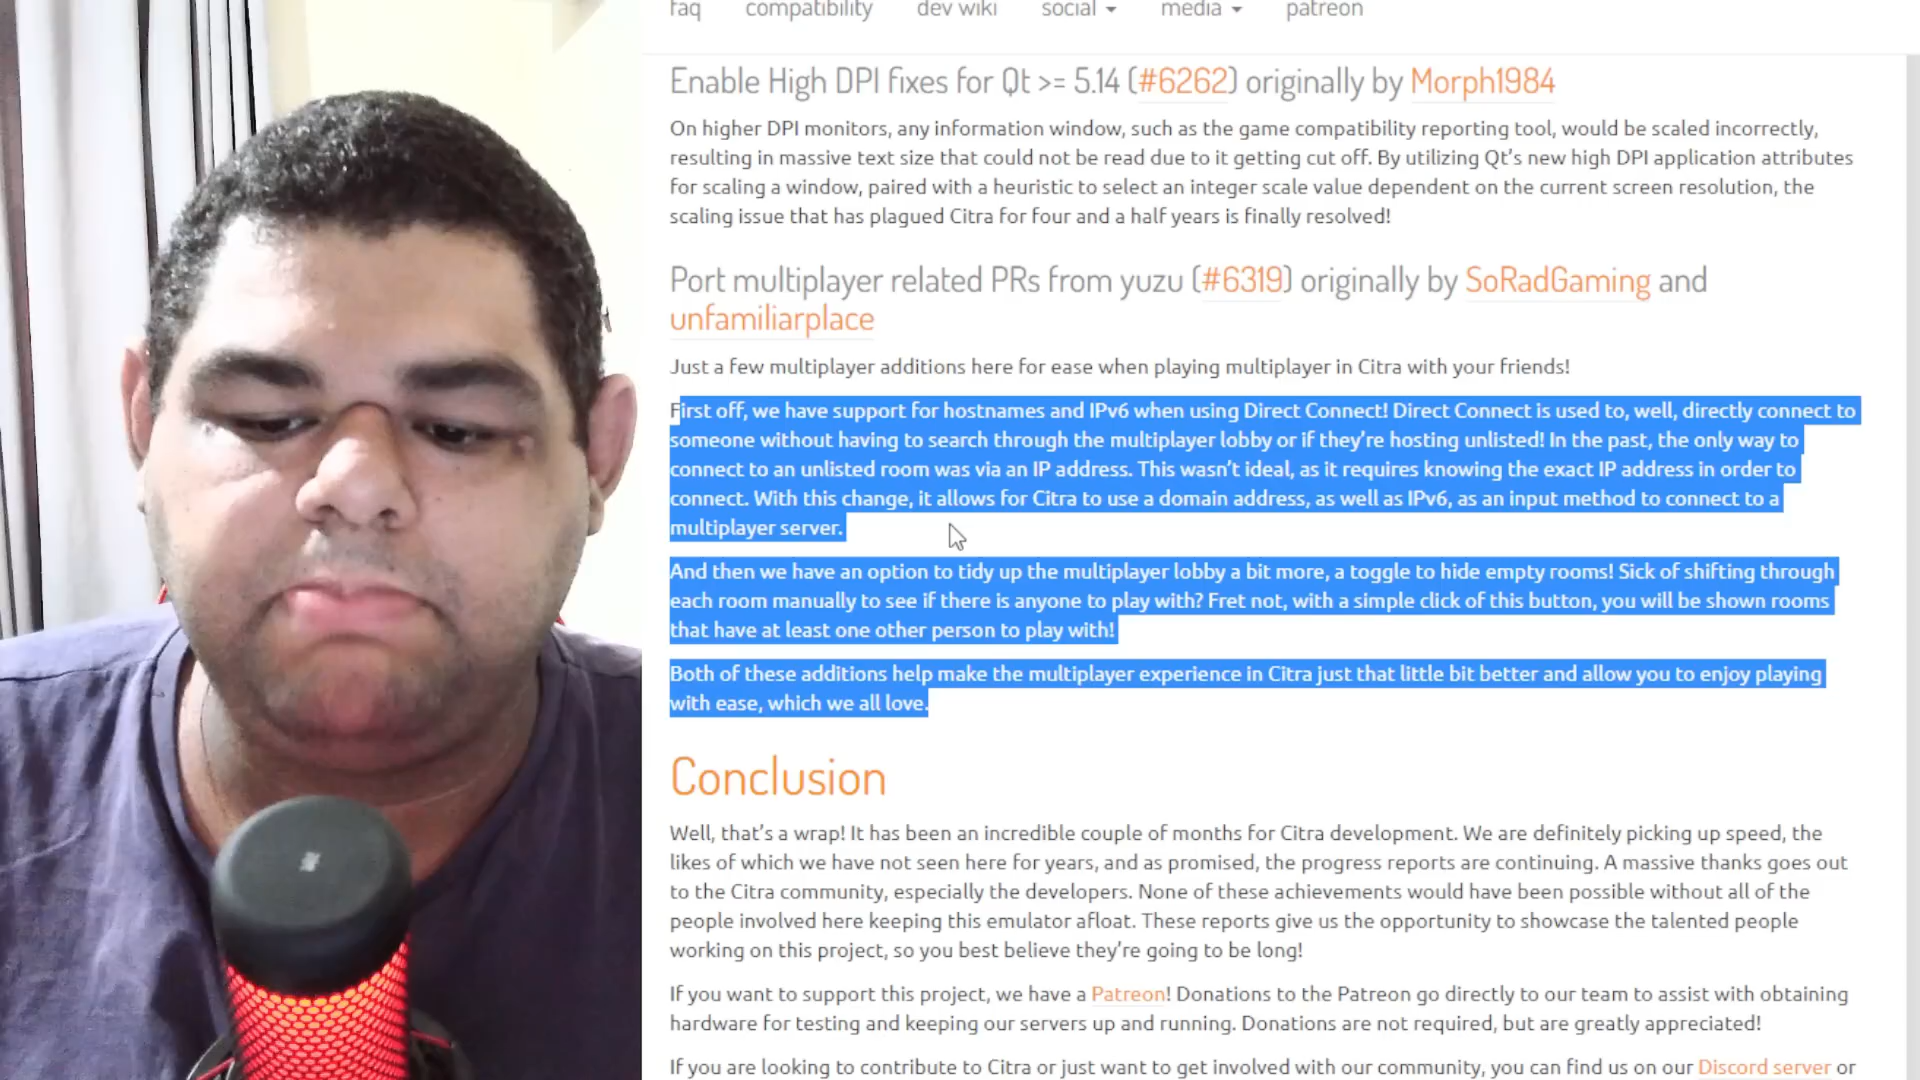 faq compatibility dev wiki social media patreon
Enable High DPI fixes for Qt >= 5.14 (#6262) originally by Morph1984
On higher DPI monitors, any information window, such as the game compatibility reporting tool, would be scaled incorrectly,
resulting in massive text size that could not be read due to it getting cut off. By utilizing Qt's new high DPI application attributes
for scaling a window, paired with a heuristic to select an integer scale value dependent on the current screen resolution, the
scaling issue that has plagued Citra for four and a half years is finally resolved!
Port multiplayer related PRs from yuzu (#6319) originally by SoRadGaming and
unfamiliarplace
Just a few multiplayer additions here for ease when playing multiplayer in Citra with your friends!
First off, we have support for hostnames and IPv6 when using Direct Connect! Direct Connect is used to, well, directly connect to
someone without having to search through the multiplayer lobby or if they're hosting unlisted! In the past, the only way to
connect to an unlisted room was via an IP address. This wasn't ideal, as it requires knowing the exact IP address in order to
connect. With this change, it allows for Citra to use a domain address, as well as IPv6, as an input method to connect to a
multiplayer server.
And then we have an option to tidy up the multiplayer lobby a bit more, a toggle to hide empty rooms! Sick of shifting through
each room manually to see if there is anyone to play with? Fret not, with a simple click of this button, you will be shown rooms
that have at least one other person to play with!
Both of these additions help make the multiplayer experience in Citra just that little bit better and allow you to enjoy playing
with ease, which we all love.
Conclusion
Well, that's a wrap! It has been an incredible couple of months for Citra development. We are definitely picking up speed, the
likes of which we have not seen here for years, and as promised, the progress reports are continuing. A massive thanks goes out
to the Citra community, especially the developers. None of these achievements would have been possible without all of the
people involved here keeping this emulator afloat. These reports give us the opportunity to showcase the talented people
working on this project, so you best believe they're going to be long!
If you want to support this project, we have a Patreon! Donations to the Patreon go directly to our team to assist with obtaining
hardware for testing and keeping our servers up and running. Donations are not required, but are greatly appreciated!
If you are looking to contribute to Citra or just want to get involved with our community, you can find us on our Discord server or